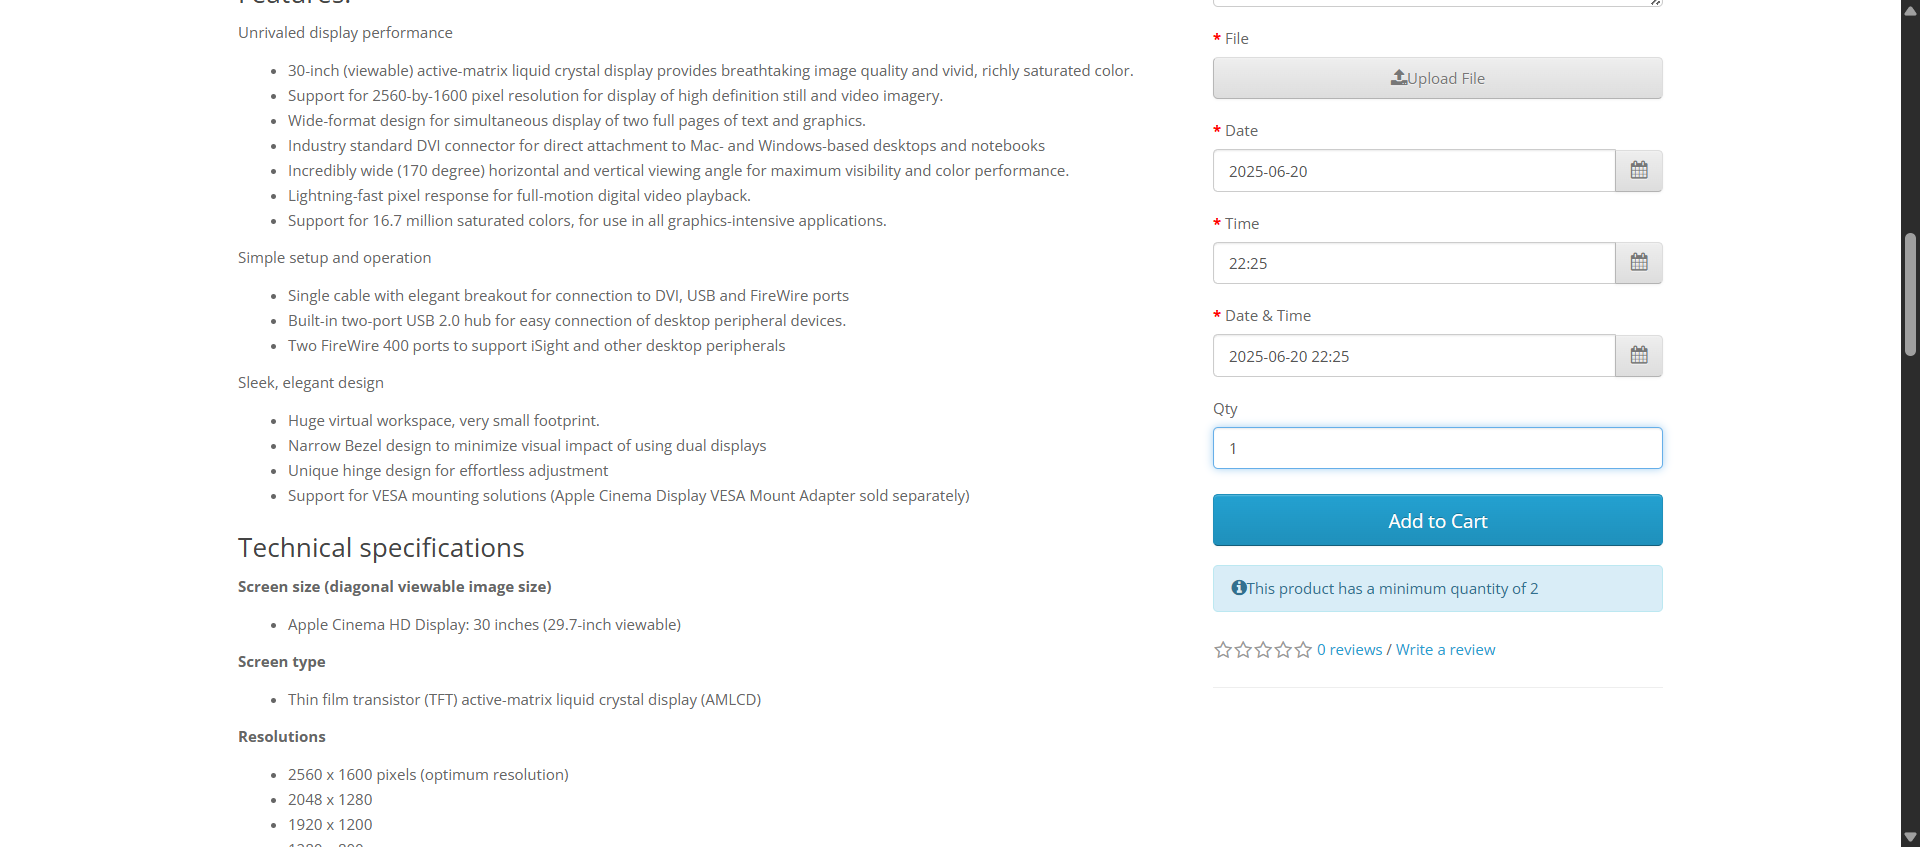 Features:
Unrivaled display performance
30-inch (viewable) active-matrix liquid crystal display provides breathtaking image quality and vivid, richly saturated color.
Support for 2560-by-1600 pixel resolution for display of high definition still and video imagery.
Wide-format design for simultaneous display of two full pages of text and graphics.
Industry standard DVI connector for direct attachment to Mac- and Windows-based desktops and notebooks
Incredibly wide (170 degree) horizontal and vertical viewing angle for maximum visibility and color performance.
Lightning-fast pixel response for full-motion digital video playback.
Support for 16.7 million saturated colors, for use in all graphics-intensive applications.
Simple setup and operation
Single cable with elegant breakout for connection to DVI, USB and FireWire ports
Built-in two-port USB 2.0 hub for easy connection of desktop peripheral devices.
Two FireWire 400 ports to support iSight and other desktop peripherals
Sleek, elegant design
Huge virtual workspace, very small footprint.
Narrow Bezel design to minimize visual impact of using dual displays
Unique hinge design for effortless adjustment
Support for VESA mounting solutions (Apple Cinema Display VESA Mount Adapter sold separately)
Technical specifications
Screen size (diagonal viewable image size)
Apple Cinema HD Display: 30 inches (29.7-inch viewable)
Screen type
Thin film transistor (TFT) active-matrix liquid crystal display (AMLCD)
Resolutions
2560 x 1600 pixels (optimum resolution)
2048 x 1280
1920 x 1200
* File
Upload File
* Date
2025-06-20
* Time
22:25
* Date & Time
2025-06-20 22:25
Qty
1
Add to Cart
This product has a minimum quantity of 2
0 reviews / Write a review